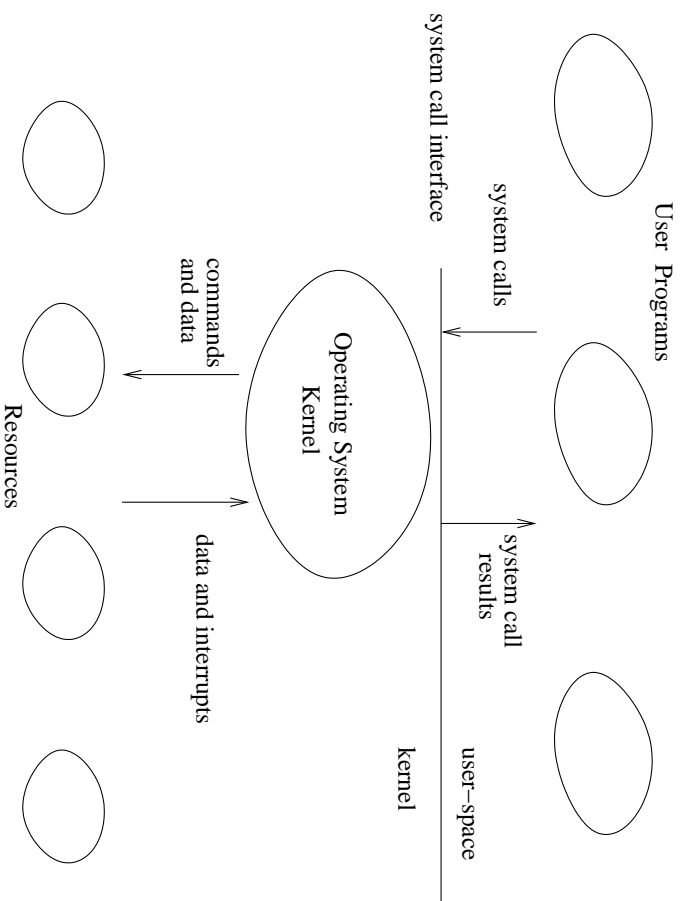 User Programs
system calls
system call
results
system call interface
user-space
kernel
Operating System
Kernel
commands
and data
data and interrupts
Resources